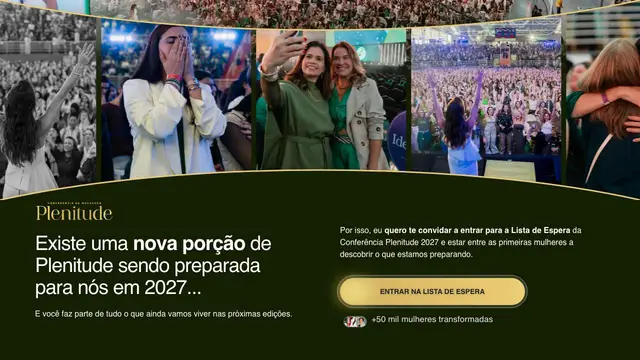 CONFERÊNCIA DA MULHER
Plenitude
Existe uma nova porção de
Plenitude sendo preparada
para nós em 2027...
E você faz parte de tudo o que ainda vamos viver nas próximas edições.
Por isso, eu quero te convidar a entrar para a Lista de Espera da
Conferência Plenitude 2027 e estar entre as primeiras mulheres a
descobrir o que estamos preparando.
ENTRAR NA LISTA DE ESPERA
+50 mil mulheres transformadas